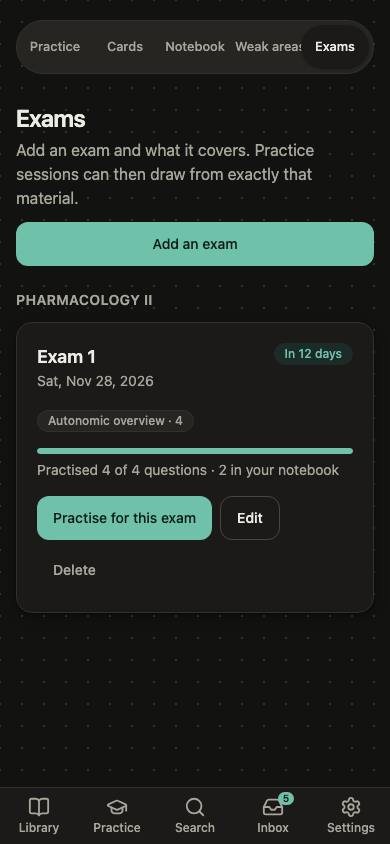 Practice Cards Notebook Weak areas Exams
Exams
Add an exam and what it covers. Practice
sessions can then draw from exactly that
material.
Add an exam
PHARMACOLOGY II
Exam 1
In 12 days
Sat, Nov 28, 2026
Autonomic overview · 4
Practised 4 of 4 questions · 2 in your notebook
Practise for this exam Edit
Delete
5
Library Practice Search Inbox Settings